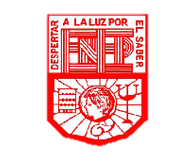 DESPERTAR A LA LUZ POR EL SABER
ENP